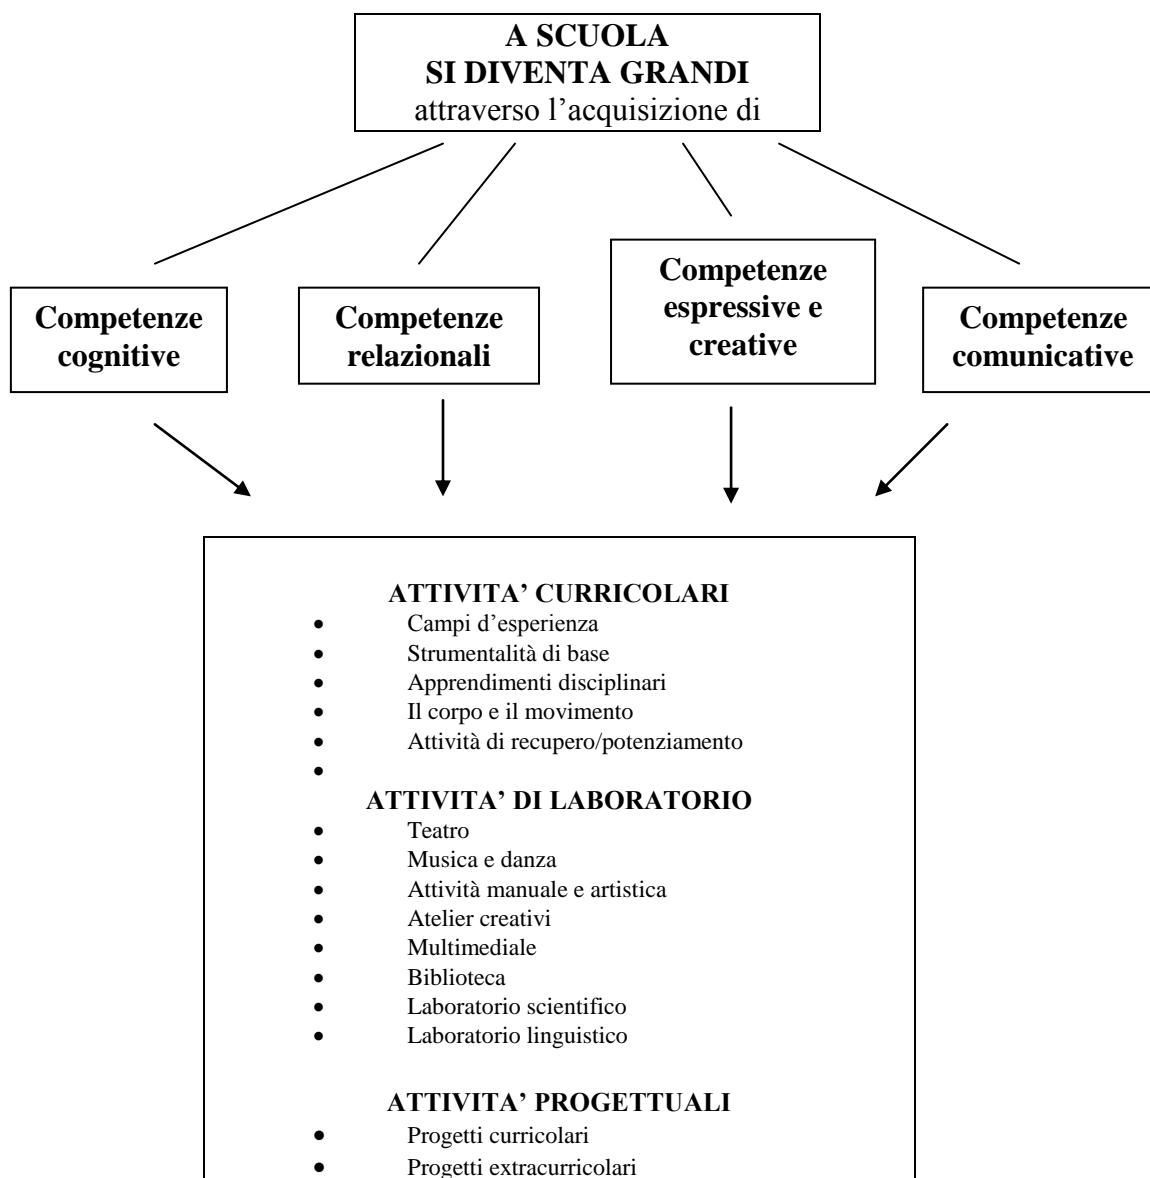 A SCUOLA
SI DIVENTA GRANDI
attraverso l’acquisizione di
Competenze
cognitive
Competenze
relazionali
Competenze
espressive e
creative
Competenze
comunicative
ATTIVITA’ CURRICOLARI
• Campi d’esperienza
• Strumentalità di base
• Apprendimenti disciplinari
• Il corpo e il movimento
• Attività di recupero/potenziamento
•
ATTIVITA’ DI LABORATORIO
• Teatro
• Musica e danza
• Attività manuale e artistica
• Atelier creativi
• Multimediale
• Biblioteca
• Laboratorio scientifico
• Laboratorio linguistico
ATTIVITA’ PROGETTUALI
• Progetti curricolari
• Progetti extracurricolari